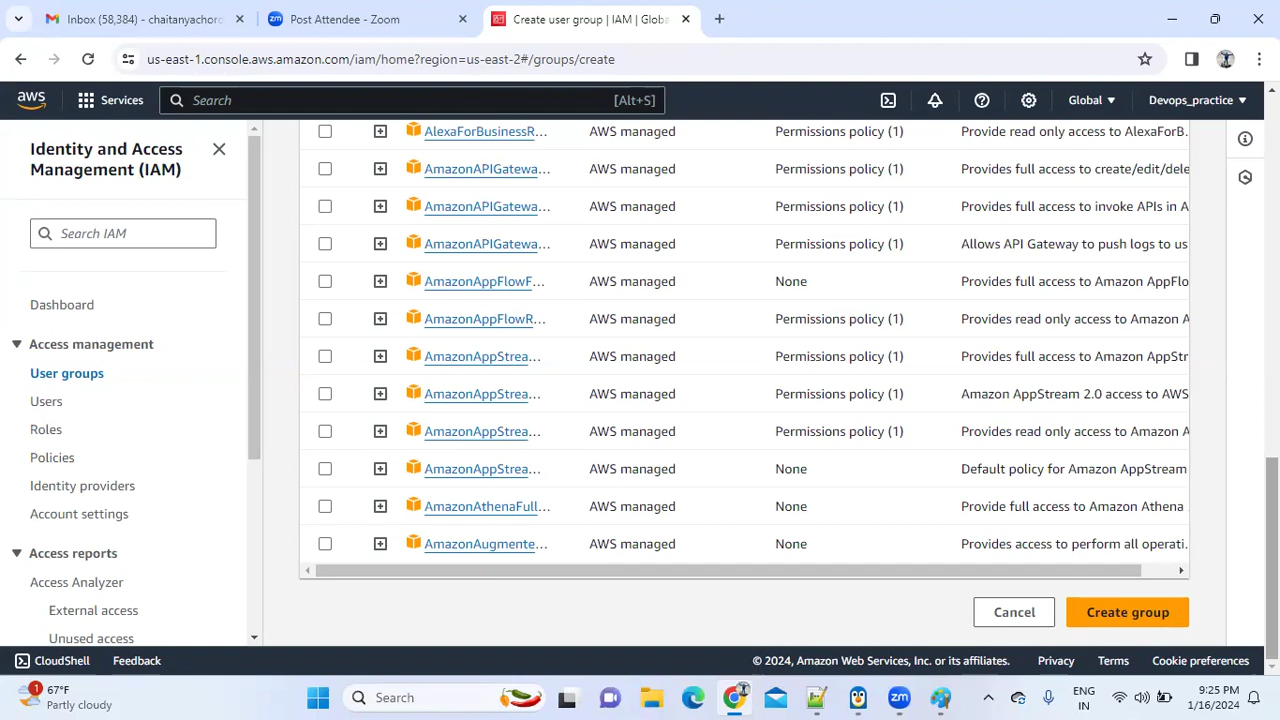 Inbox (58,384) - chaitanyachoro
Post Attendee - Zoom
Create user group | IAM | Globa
us-east-1.console.aws.amazon.com/iam/home?region=us-east-2#/groups/create
aws
Services
Search
[Alt+S]
Global
Devops_practice
Identity and Access
Management (IAM)
Search IAM
Dashboard
Access management
User groups
Users
Roles
Policies
Identity providers
Account settings
Access reports
Access Analyzer
External access
Unused access
AlexaForBusinessR... AWS managed Permissions policy (1) Provide read only access to AlexaForB
AmazonAPIGatewa... AWS managed Permissions policy (1) Provides full access to create/edit/dele
AmazonAPIGatewa... AWS managed Permissions policy (1) Provides full access to invoke APIs in A
AmazonAPIGatewa... AWS managed Permissions policy (1) Allows API Gateway to push logs to us
AmazonAppFlowF... AWS managed None Provides full access to Amazon AppFlo
AmazonAppFlowR... AWS managed Permissions policy (1) Provides read only access to Amazon A
AmazonAppStrea... AWS managed Permissions policy (1) Provides full access to Amazon AppStr
AmazonAppStrea... AWS managed Permissions policy (1) Amazon AppStream 2.0 access to AWS
AmazonAppStrea... AWS managed Permissions policy (1) Provides read only access to Amazon A
AmazonAppStrea... AWS managed None Default policy for Amazon AppStream
AmazonAthenaFull... AWS managed None Provide full access to Amazon Athena
AmazonAugmente... AWS managed None Provides access to perform all operati.
Cancel
Create group
CloudShell
Feedback
© 2024, Amazon Web Services, Inc. or its affiliates.
Privacy
Terms
Cookie preferences
1
67°F
Partly cloudy
Search
zm
ENG
IN
9:25 PM
1/16/2024